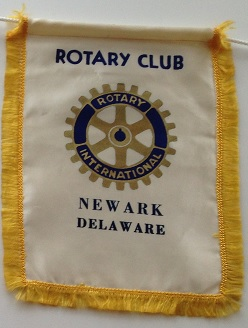 ROTARY CLUB
ROTARY
INTERNATIONAL
NEWARK
DELAWARE